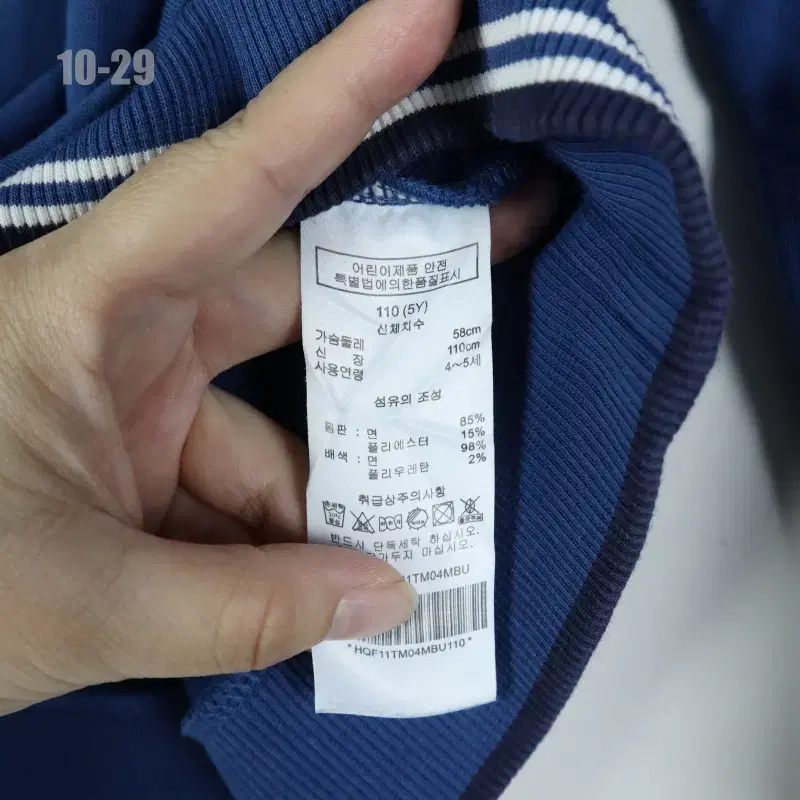 10-29
어린이제품 안전
특별법에의한품질표시
110 (5Y)
신체치수
가슴둘레 58cm
신 장 110cm
사용연령 4~5세
섬유의 조성
몸판 : 면 85%
폴리에스터 15%
배색 : 면 98%
폴리우레탄 2%
취급상주의사항
반드시 단독세탁 하십시오.
마십시오.
11TM04MBU
*HQF11TM04MBU110*